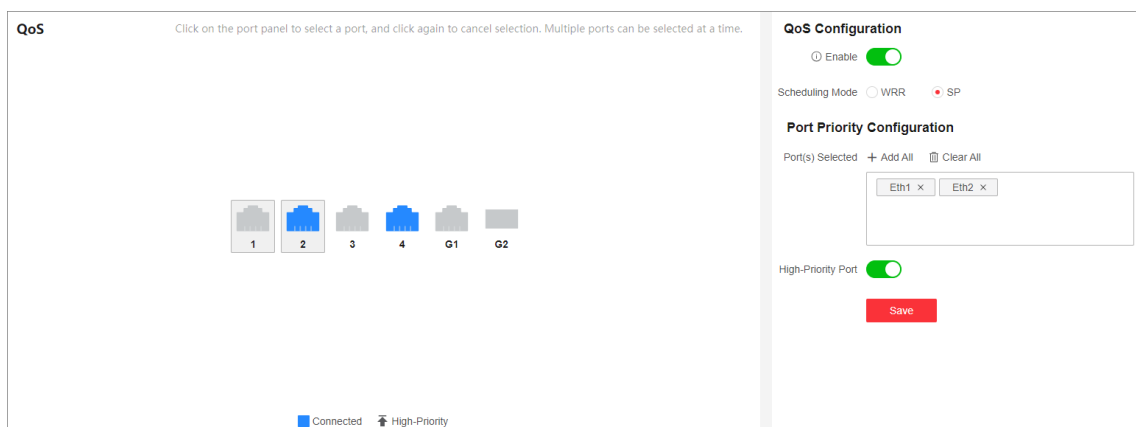 QoS
Click on the port panel to select a port, and click again to cancel selection. Multiple ports can be selected at a time.
1 2 3 4 G1 G2
Connected High-Priority
QoS Configuration
Enable
Scheduling Mode WRR SP
Port Priority Configuration
Port(s) Selected + Add All Clear All
Eth1 × Eth2 ×
High-Priority Port
Save